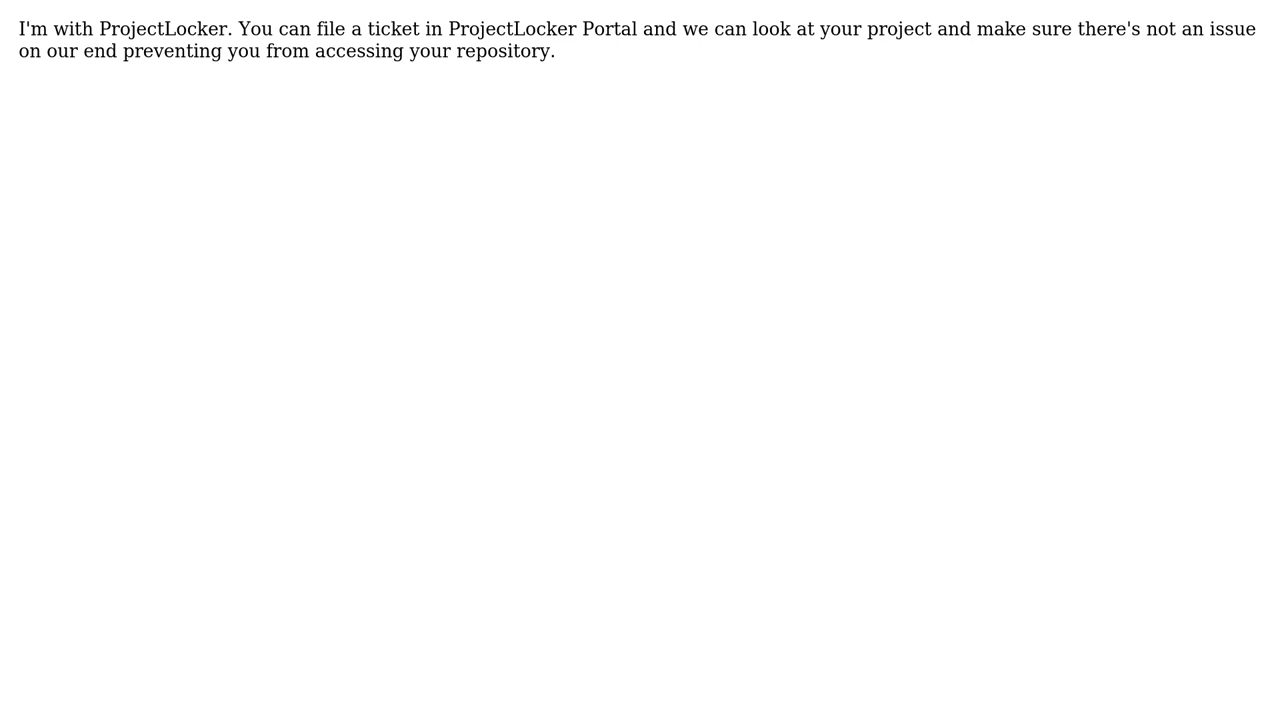 I'm with ProjectLocker. You can file a ticket in ProjectLocker Portal and we can look at your project and make sure there's not an issue
on our end preventing you from accessing your repository.